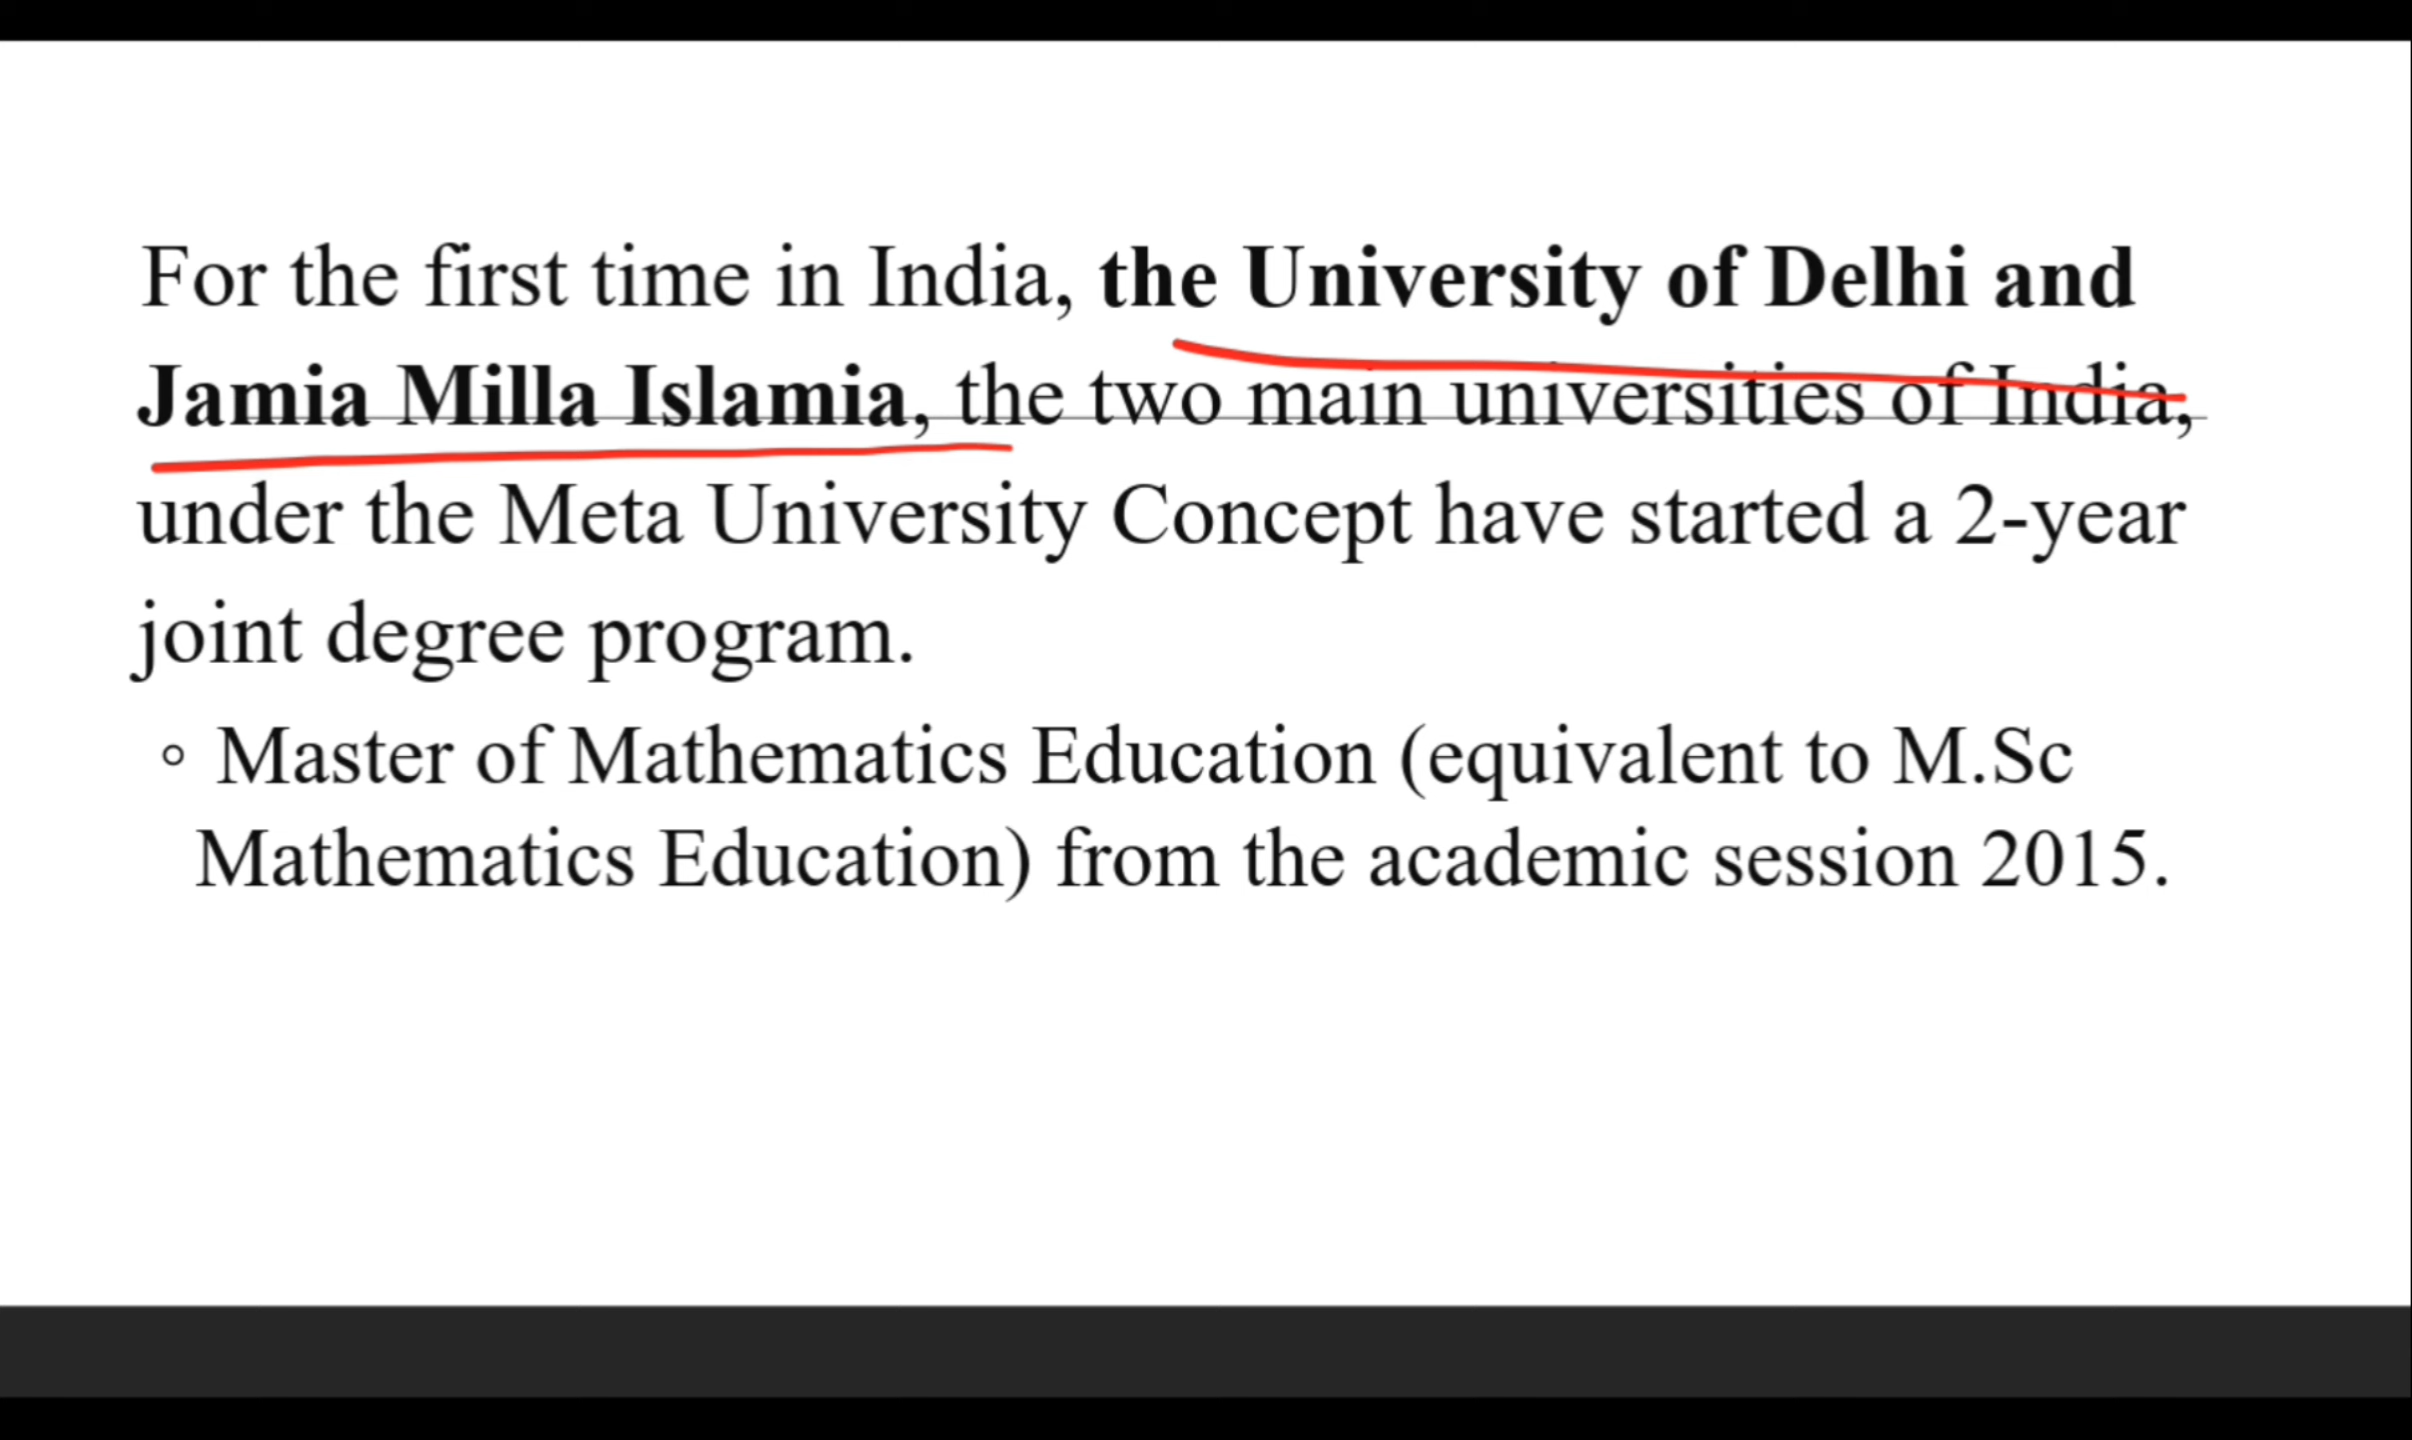 For the first time in India, the University of Delhi and
Jamia Milla Islamia, the two main universities of India,
under the Meta University Concept have started a 2-year
joint degree program.
◦ Master of Mathematics Education (equivalent to M.Sc
Mathematics Education) from the academic session 2015.